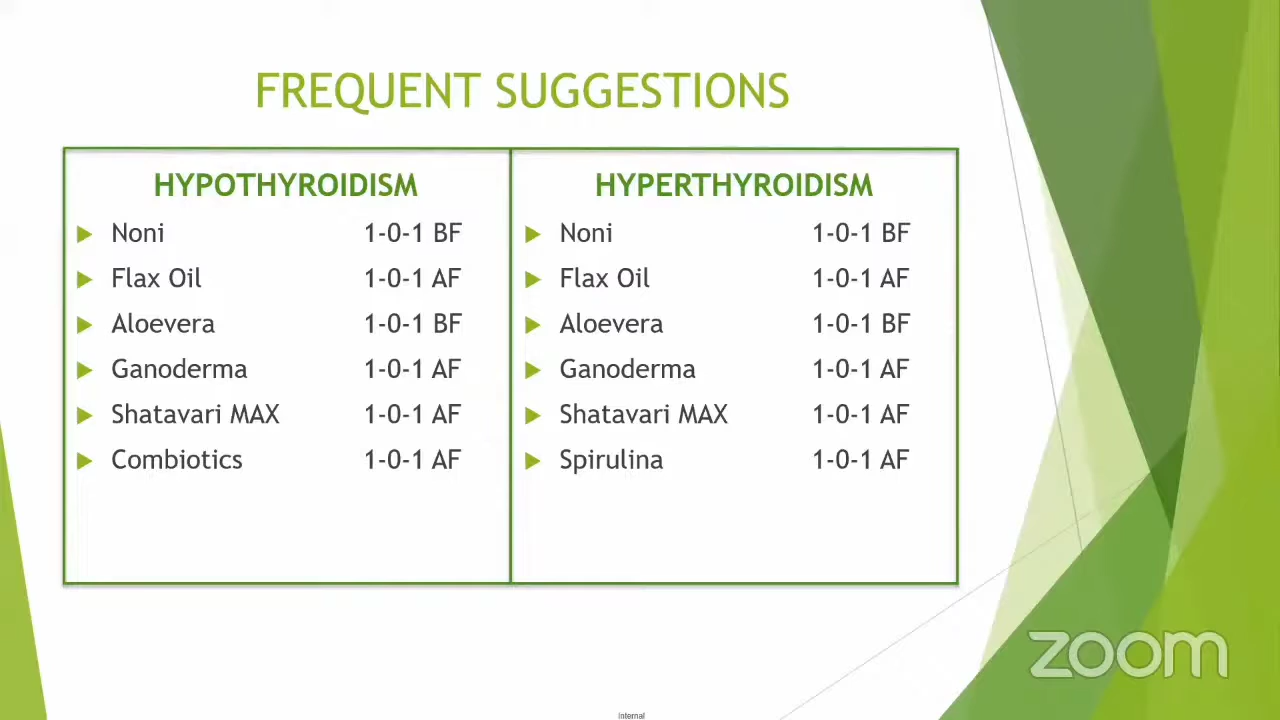 FREQUENT SUGGESTIONS
HYPOTHYROIDISM
Noni 1-0-1 BF
Flax Oil 1-0-1 AF
Aloevera 1-0-1 BF
Ganoderma 1-0-1 AF
Shatavari MAX 1-0-1 AF
Combiotics 1-0-1 AF
HYPERTHYROIDISM
Noni 1-0-1 BF
Flax Oil 1-0-1 AF
Aloevera 1-0-1 BF
Ganoderma 1-0-1 AF
Shatavari MAX 1-0-1 AF
Spirulina 1-0-1 AF
zoom
Internal